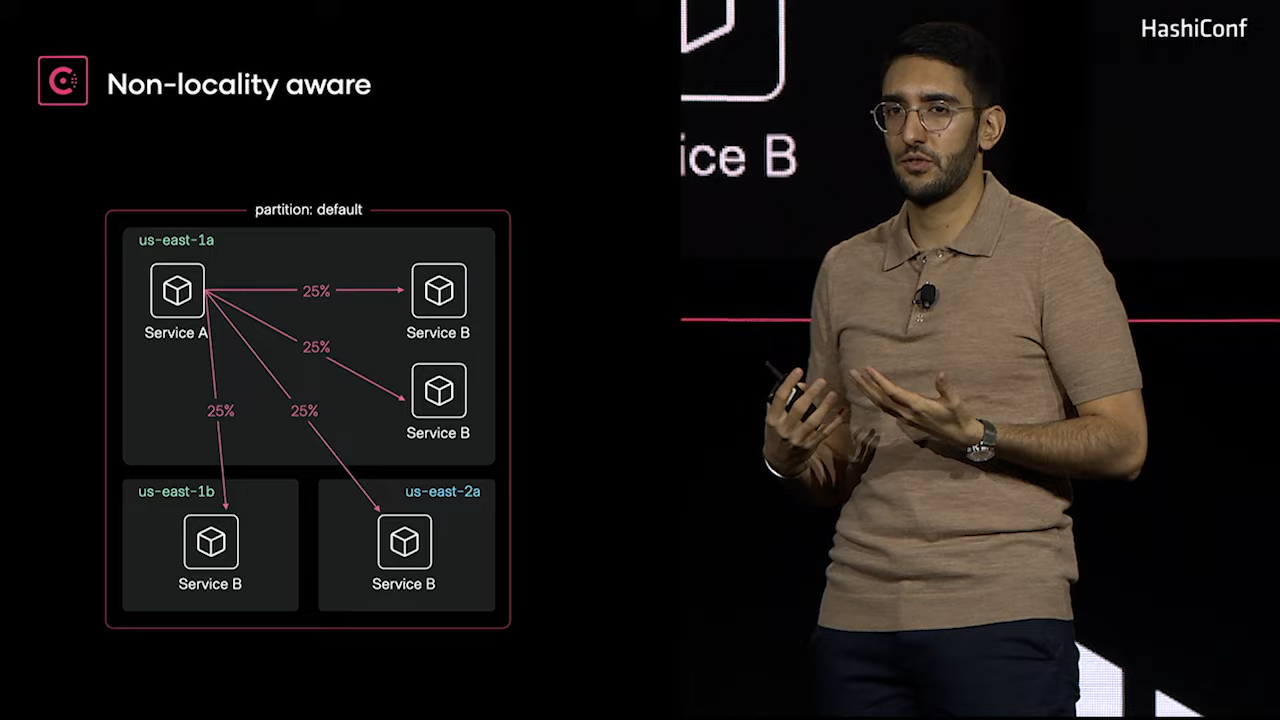 HashiConf
Non-locality aware
partition: default
us-east-1a
25%
Service A
Service B
25%
Service B
25%
25%
us-east-1b
us-east-2a
Service B
Service B
ice B